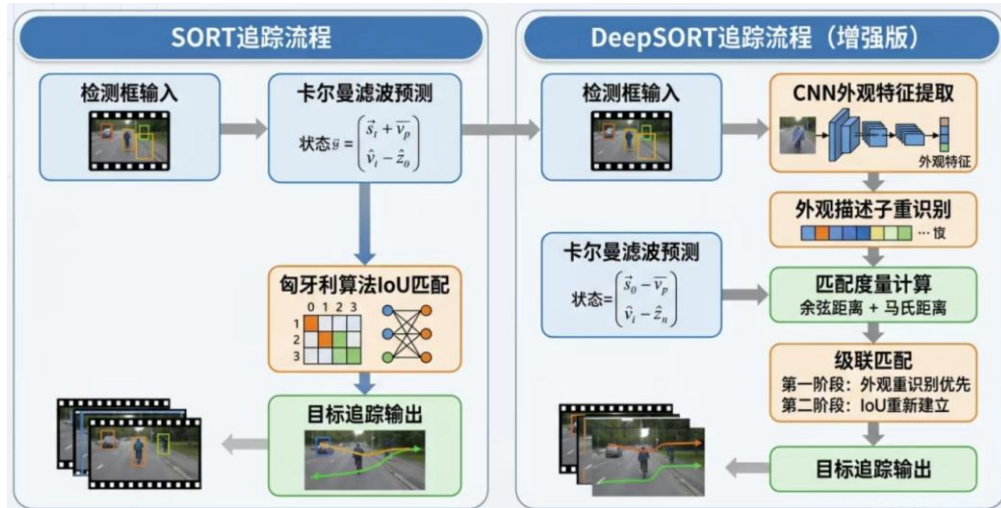 SORT追踪流程
检测框输入
卡尔曼滤波预测
状态 g⃗ = (s⃗ᵢ + v̅ₚ
v̂ᵢ − ẑ₀)
匈牙利算法IoU匹配
0 1 2 3
1
2
3
目标追踪输出
DeepSORT追踪流程（增强版）
检测框输入
CNN外观特征提取
外观特征
外观描述子重识别
…
卡尔曼滤波预测
状态= (s⃗₀ − v̅ₚ
v̂ᵢ − ẑₙ)
匹配度量计算
余弦距离 + 马氏距离
级联匹配
第一阶段：外观重识别优先
第二阶段：IoU重新建立
目标追踪输出